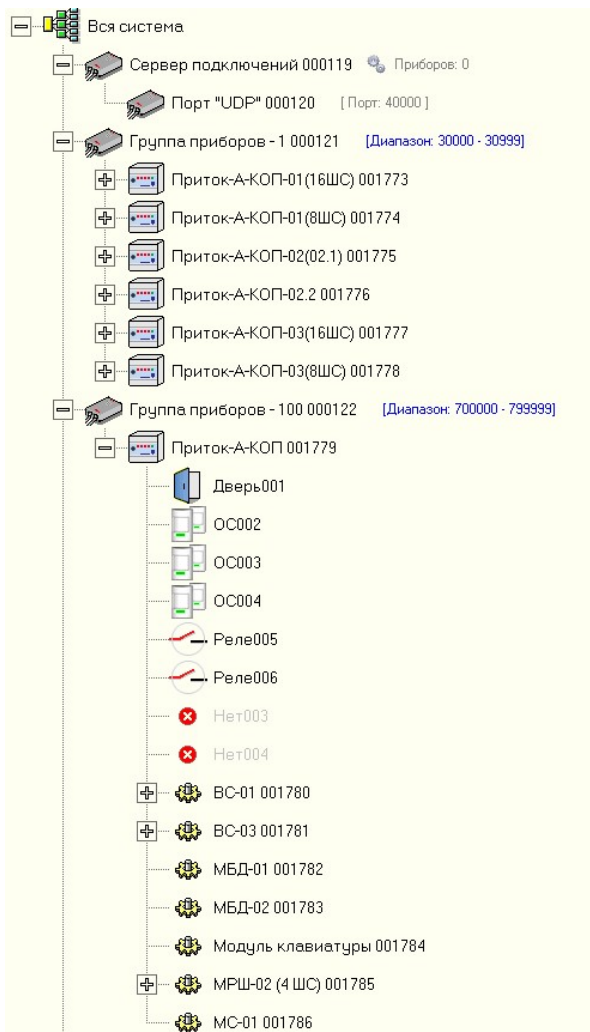 Вся система
Сервер подключений 000119 Приборов: 0
Порт "UDP" 000120 [ Порт: 40000 ]
Группа приборов - 1 000121 [Диапазон: 30000 - 30999]
Приток-А-КОП-01(16ШС) 001773
Приток-А-КОП-01(8ШС) 001774
Приток-А-КОП-02(02.1) 001775
Приток-А-КОП-02.2 001776
Приток-А-КОП-03(16ШС) 001777
Приток-А-КОП-03(8ШС) 001778
Группа приборов - 100 000122 [Диапазон: 700000 - 799999]
Приток-А-КОП 001779
Дверь001
ОС002
ОС003
ОС004
Реле005
Реле006
Нет003
Нет004
ВС-01 001780
ВС-03 001781
МБД-01 001782
МБД-02 001783
Модуль клавиатуры 001784
МРШ-02 (4 ШС) 001785
МС-01 001786